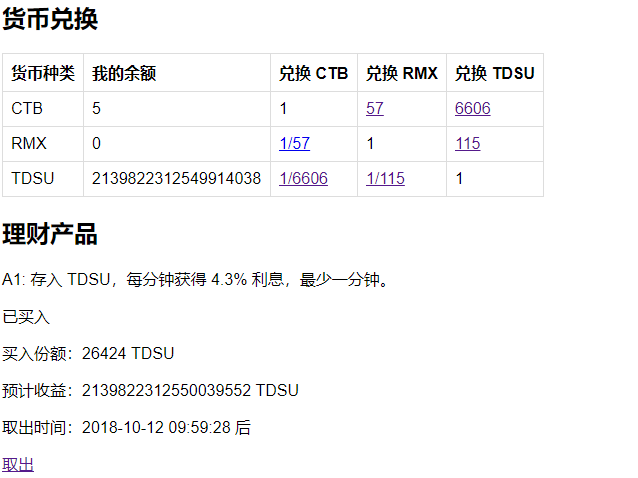 货币兑换
货币种类 我的余额 兑换 CTB 兑换 RMX 兑换 TDSU
CTB 5 1 57 6606
RMX 0 1/57 1 115
TDSU 2139822312549914038 1/6606 1/115 1
理财产品
A1: 存入 TDSU，每分钟获得 4.3% 利息，最少一分钟。
已买入
买入份额：26424 TDSU
预计收益：2139822312550039552 TDSU
取出时间：2018-10-12 09:59:28 后
取出